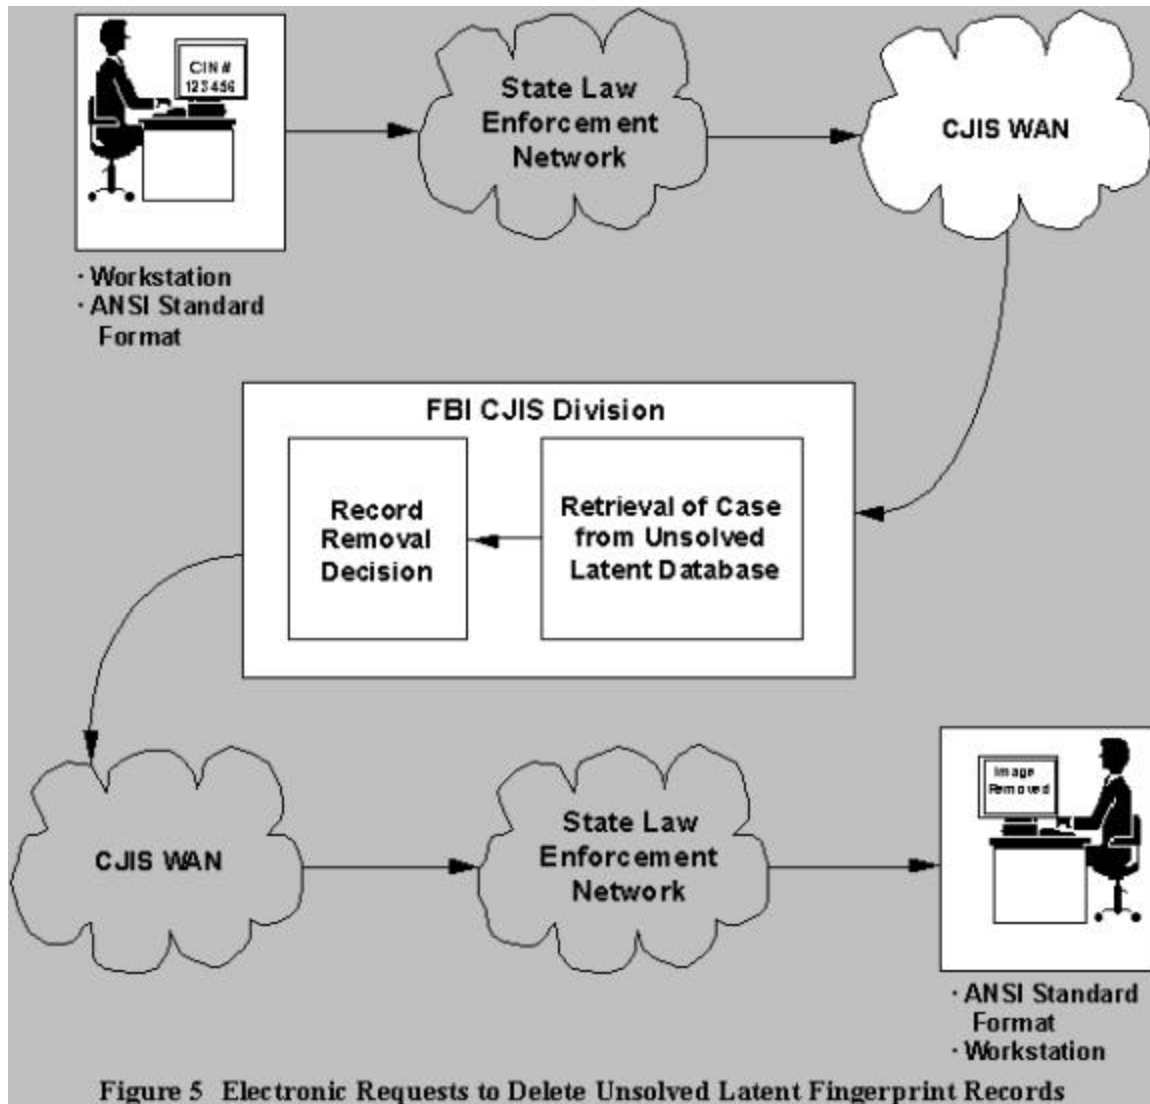 CIN #
123456
State Law
Enforcement
Network
CJIS WAN
· Workstation
· ANSI Standard
Format
FBI CJIS Division
Record
Removal
Decision
Retrieval of Case
from Unsolved
Latent Database
CJIS WAN
State Law
Enforcement
Network
Image
Removed
· ANSI Standard
Format
· Workstation
Figure 5 Electronic Requests to Delete Unsolved Latent Fingerprint Records